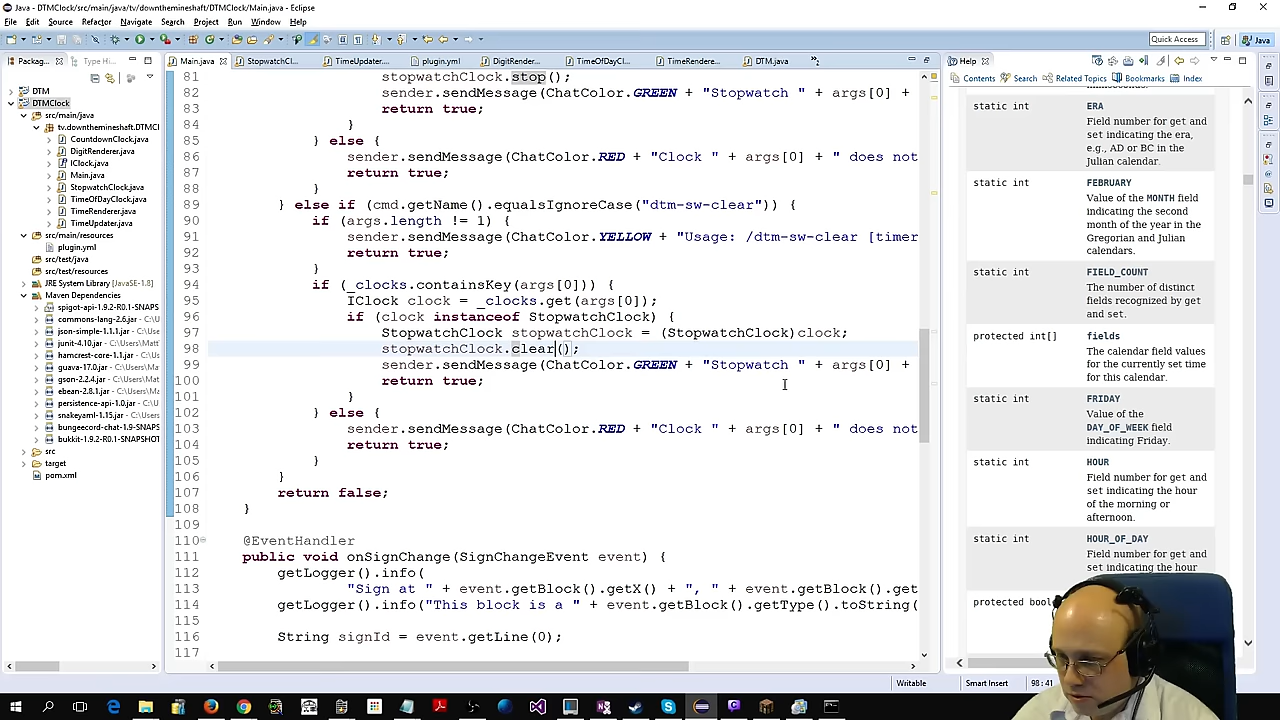 Java - DTMClock/src/main/java/tv/downthemineshaft/DTMClock/Main.java - Eclipse
File Edit Source Refactor Navigate Search Project Run Window Help
Quick Access
Java
Packag...
Type Hi...
Main.java
StopwatchCl...
TimeUpdater....
plugin.yml
DigitRender...
TimeOfDayCl...
TimeRendere...
DTM.java
Help
DTM
DTMClock
src/main/java
tv.downthemineshaft.DTMCl
CountdownClock.java
DigitRenderer.java
IClock.java
Main.java
StopwatchClock.java
TimeOfDayClock.java
TimeRenderer.java
TimeUpdater.java
src/main/resources
plugin.yml
src/test/java
src/test/resources
JRE System Library [JavaSE-1.8]
Maven Dependencies
spigot-api-1.9.2-R0.1-SNAPS
commons-lang-2.6.jar - C:\U
json-simple-1.1.1.jar - C:\Us
junit-4.10.jar - C:\Users\
hamcrest-core-1.1.jar - C:\U
guava-17.0.jar - C:\Users\
gson-2.2.4.jar - C:\Users\
ebean-2.8.1.jar - C:\Users\
persistence-api-1.0.jar - C:\
snakeyaml-1.15.jar - C:\User
bungeecord-chat-1.9-SNAPS
bukkit-1.9.2-R0.1-SNAPSHOT
src
target
pom.xml
81 stopwatchClock.stop();
82 sender.sendMessage(ChatColor.GREEN + "Stopwatch " + args[0] +
83 return true;
84 }
85 } else {
86 sender.sendMessage(ChatColor.RED + "Clock " + args[0] + " does not
87 return true;
88 }
89 } else if (cmd.getName().equalsIgnoreCase("dtm-sw-clear")) {
90 if (args.length != 1) {
91 sender.sendMessage(ChatColor.YELLOW + "Usage: /dtm-sw-clear [timer
92 return true;
93 }
94 if (_clocks.containsKey(args[0])) {
95 IClock clock = _clocks.get(args[0]);
96 if (clock instanceof StopwatchClock) {
97 StopwatchClock stopwatchClock = (StopwatchClock)clock;
98 stopwatchClock.clear();
99 sender.sendMessage(ChatColor.GREEN + "Stopwatch " + args[0] +
100 return true;
101 }
102 } else {
103 sender.sendMessage(ChatColor.RED + "Clock " + args[0] + " does not
104 return true;
105 }
106 }
107 return false;
108 }
109
110 @EventHandler
111 public void onSignChange(SignChangeEvent event) {
112 getLogger().info(
113 "Sign at " + event.getBlock().getX() + ", " + event.getBlock().get
114 getLogger().info("This block is a " + event.getBlock().getType().toString(
115
116 String signId = event.getLine(0);
117
Contents Search Related Topics Bookmarks Index
static int ERA
Field number for get and
set indicating the era,
e.g., AD or BC in the
Julian calendar.
static int FEBRUARY
Value of the MONTH field
indicating the second
month of the year in the
Gregorian and Julian
calendars.
static int FIELD_COUNT
The number of distinct
fields recognized by get
and set.
protected int[] fields
The calendar field values
for the currently set time
for this calendar.
static int FRIDAY
Value of the
DAY_OF_WEEK field
indicating Friday.
static int HOUR
Field number for get and
set indicating the hour
of the morning or
afternoon.
static int HOUR_OF_DAY
Field number for get and
set indicating the hour
protected bool
Writable
Smart Insert
98 : 41